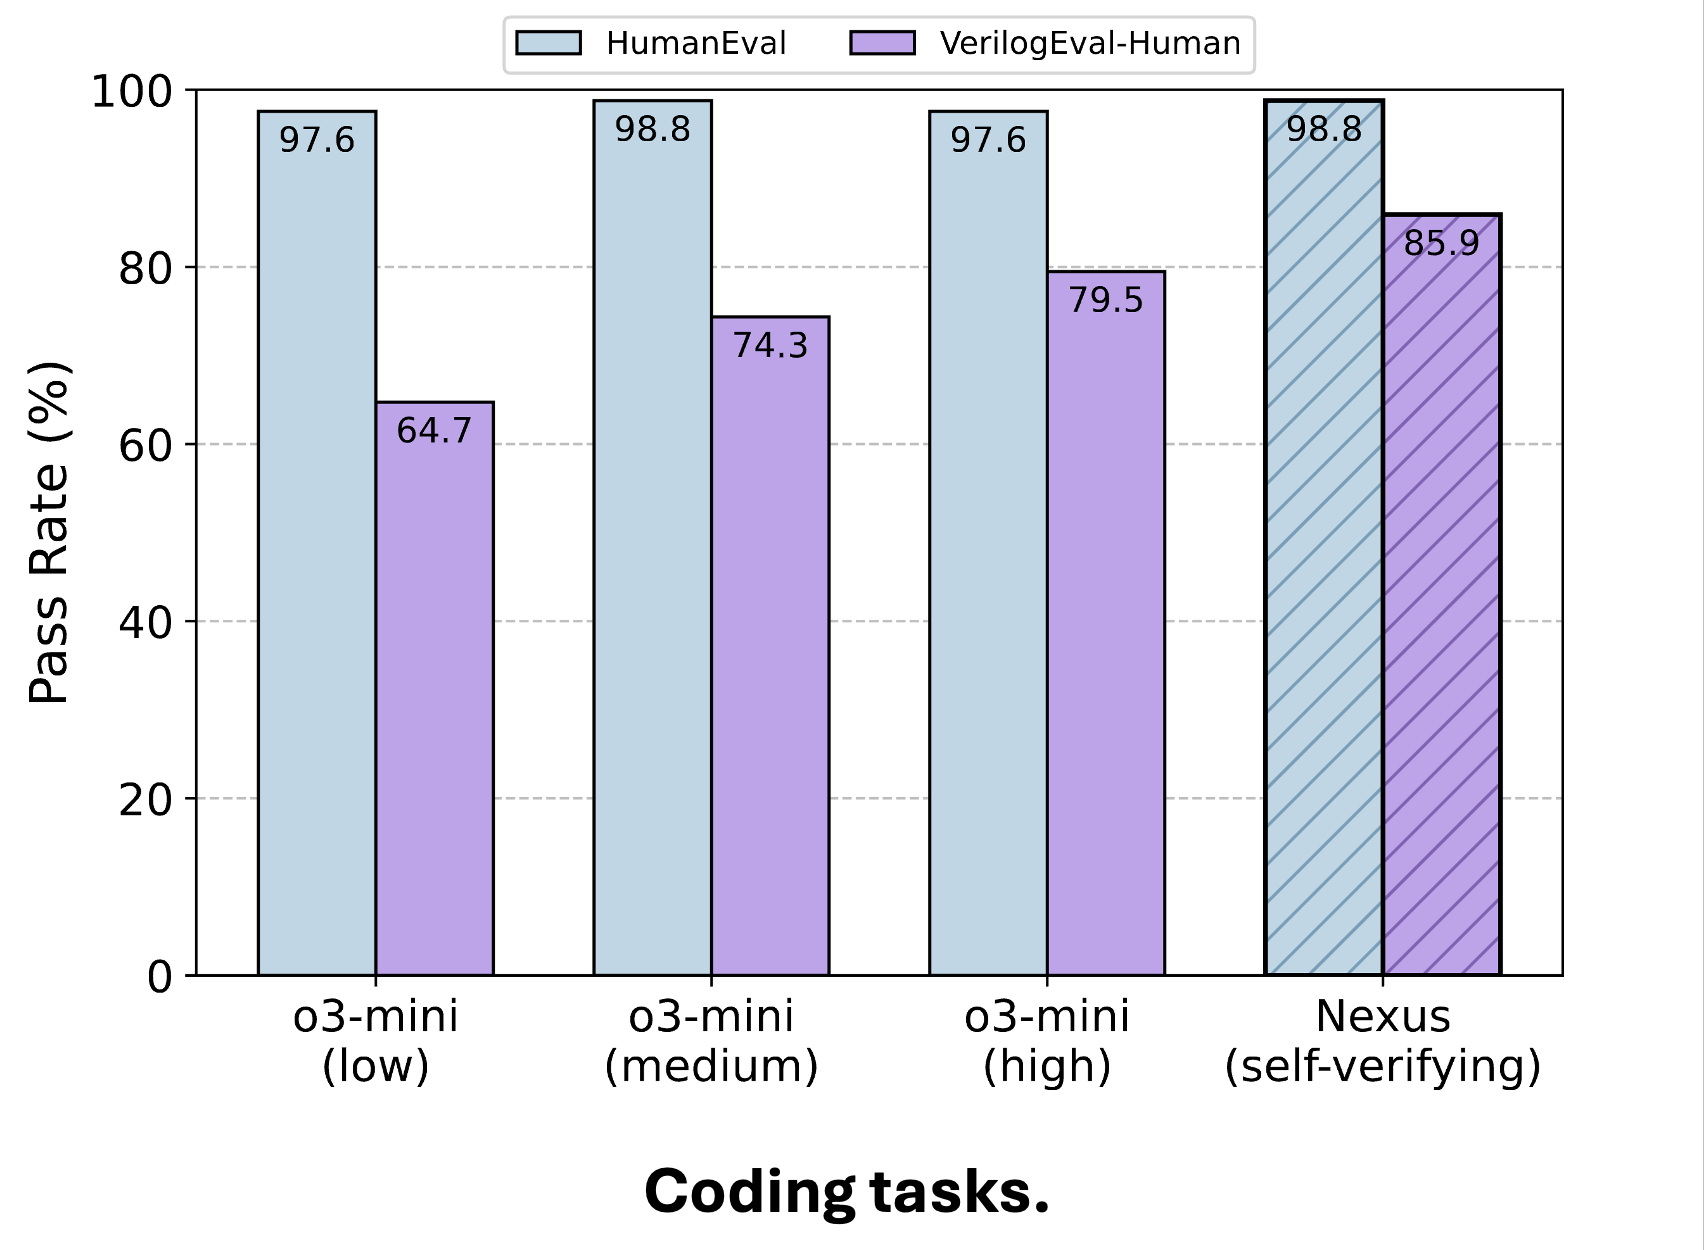 HumanEval VerilogEval-Human
Pass Rate (%)
100
80
60
40
20
0
97.6
64.7
98.8
74.3
97.6
79.5
98.8
85.9
o3-mini
(low)
o3-mini
(medium)
o3-mini
(high)
Nexus
(self-verifying)
Coding tasks.